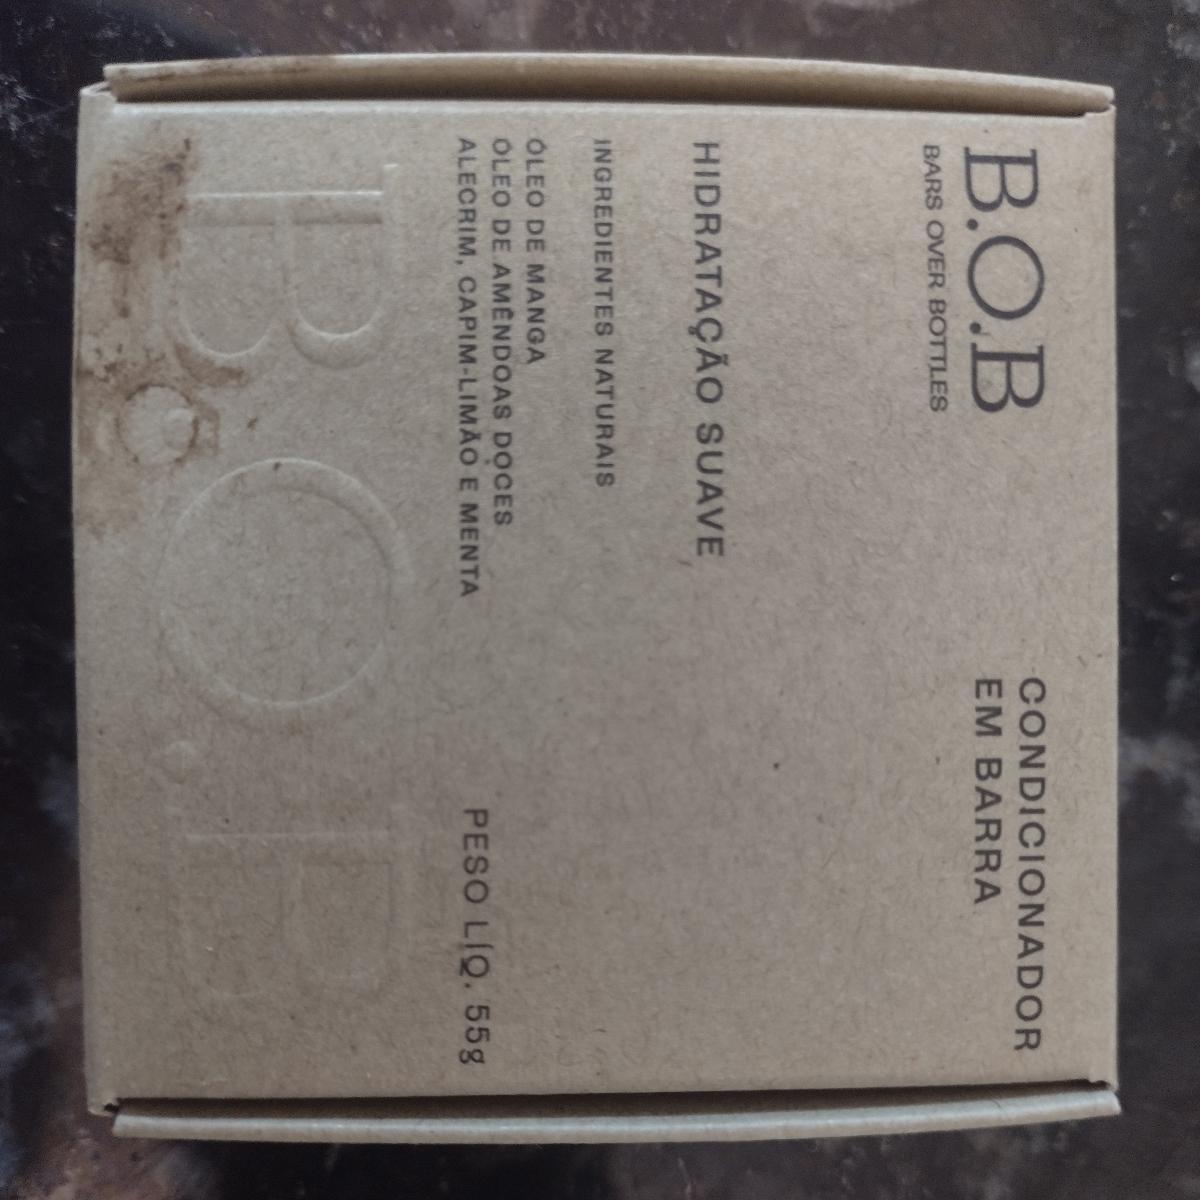 B.O.B
BARS OVER BOTTLES
CONDICIONADOR
EM BARRA
HIDRATAÇÃO SUAVE
INGREDIENTES NATURAIS
ÓLEO DE MANGA
ÓLEO DE AMÊNDOAS DOCES
ALECRIM, CAPIM-LIMÃO E MENTA
PESO LÍQ. 55g
B.O.B